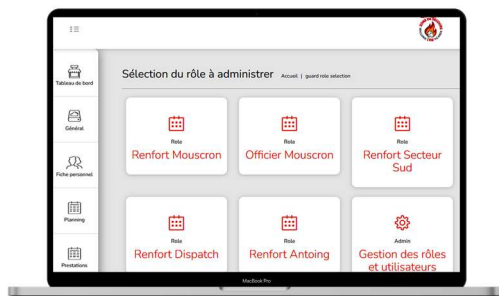 Sélection du rôle à administrer
Accueil | guard role selection
Tableau de bord
Général
Fiche personnel
Planning
Prestations
Role
Renfort Mouscron
Role
Officier Mouscron
Role
Renfort Secteur
Sud
Role
Renfort Dispatch
Role
Renfort Antoing
Admin
Gestion des rôles
et utilisateurs
MacBook Pro